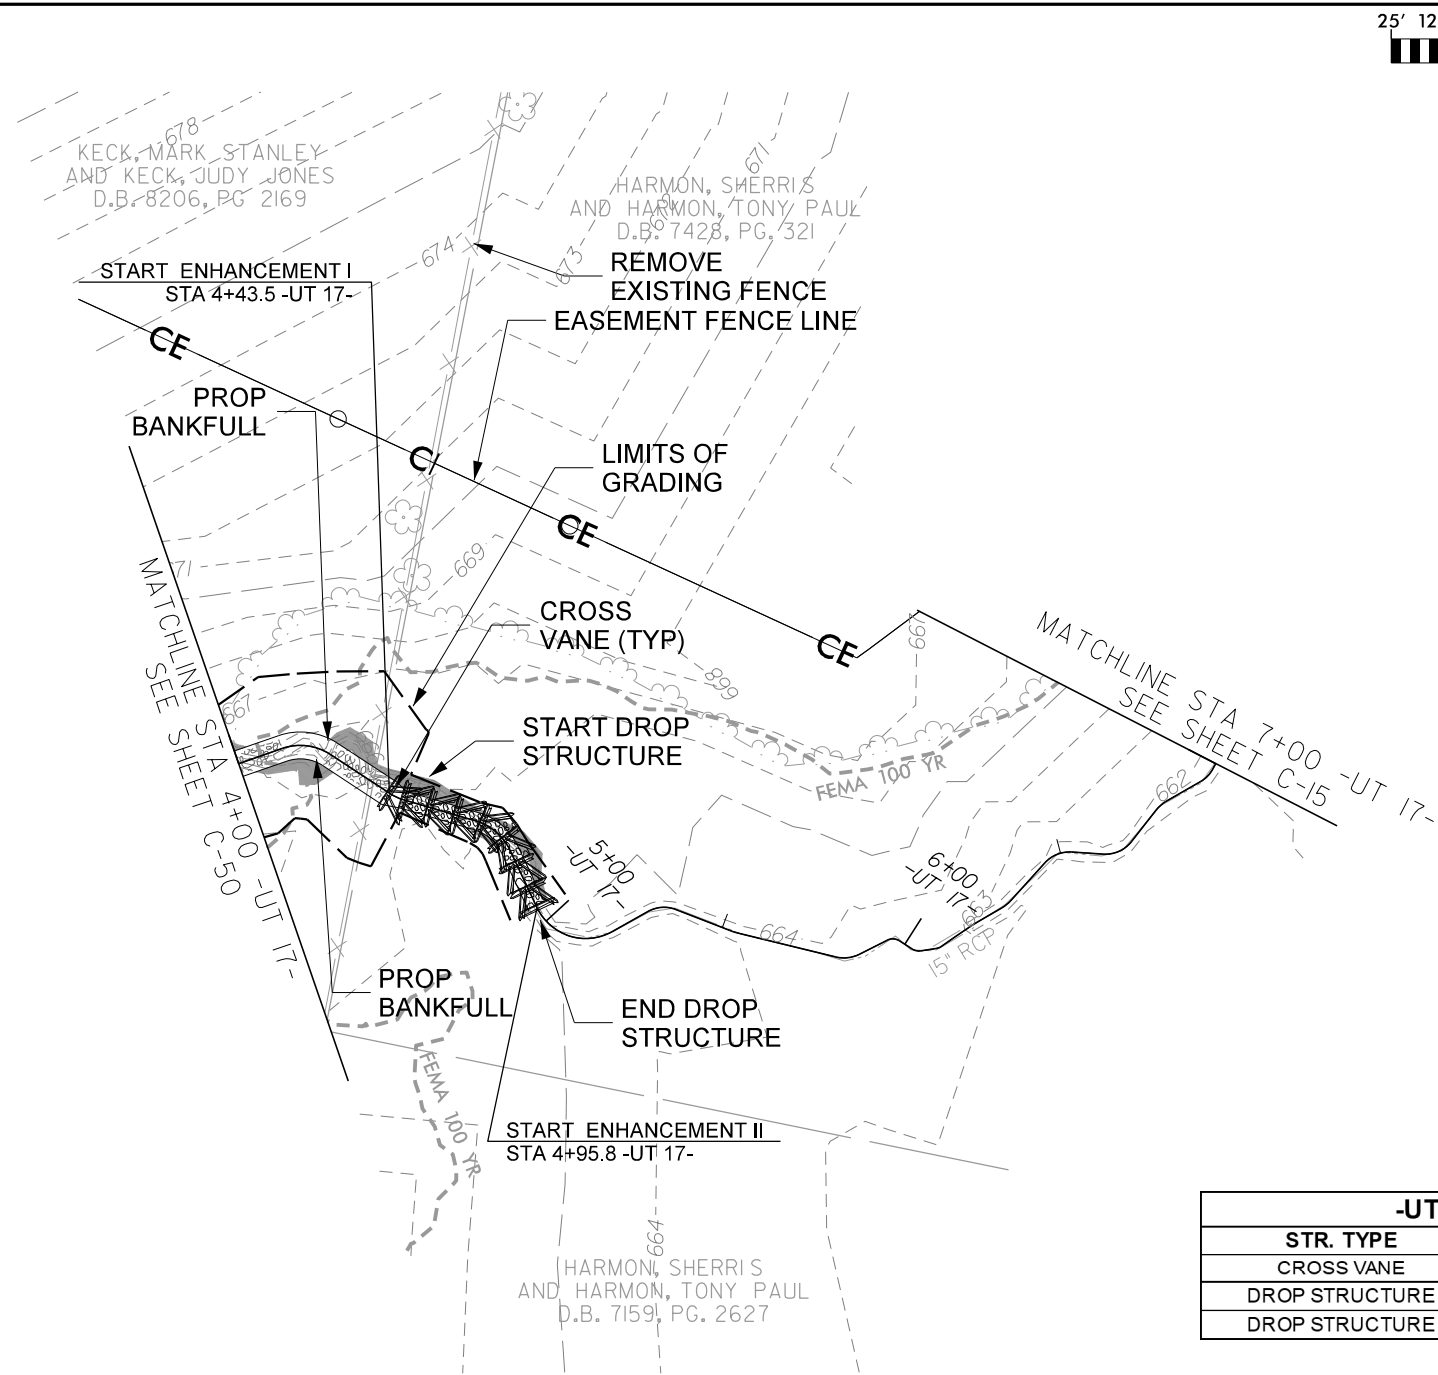 25' 12
678
KECK, MARK STANLEY
AND KECK, JUDY JONES
D.B. 8206, PG 2169
HARMON, SHERRI S
AND HARMON, TONY PAUL
D.B. 7428, PG. 321
671
672
673
674
REMOVE
EXISTING FENCE
EASEMENT FENCE LINE
START ENHANCEMENT I
STA 4+43.5 -UT 17-
CE
PROP
BANKFULL
LIMITS OF
GRADING
CE
MATCHLINE STA 4+00 -UT 17-
SEE SHEET C-50
71
669
CROSS
VANE (TYP)
CE
667
MATCHLINE STA 7+00 -UT 17-
SEE SHEET C-15
668
667
START DROP
STRUCTURE
FEMA 100 YR
662
5+00
-UT 17-
6+00
-UT 17-
663
664
15" RCP
PROP
BANKFULL
END DROP
STRUCTURE
FEMA 100 YR
START ENHANCEMENT II
STA 4+95.8 -UT 17-
664
HARMON, SHERRI S
AND HARMON, TONY PAUL
D.B. 7159, PG. 2627
-UT
STR. TYPE
CROSS VANE
DROP STRUCTURE
DROP STRUCTURE